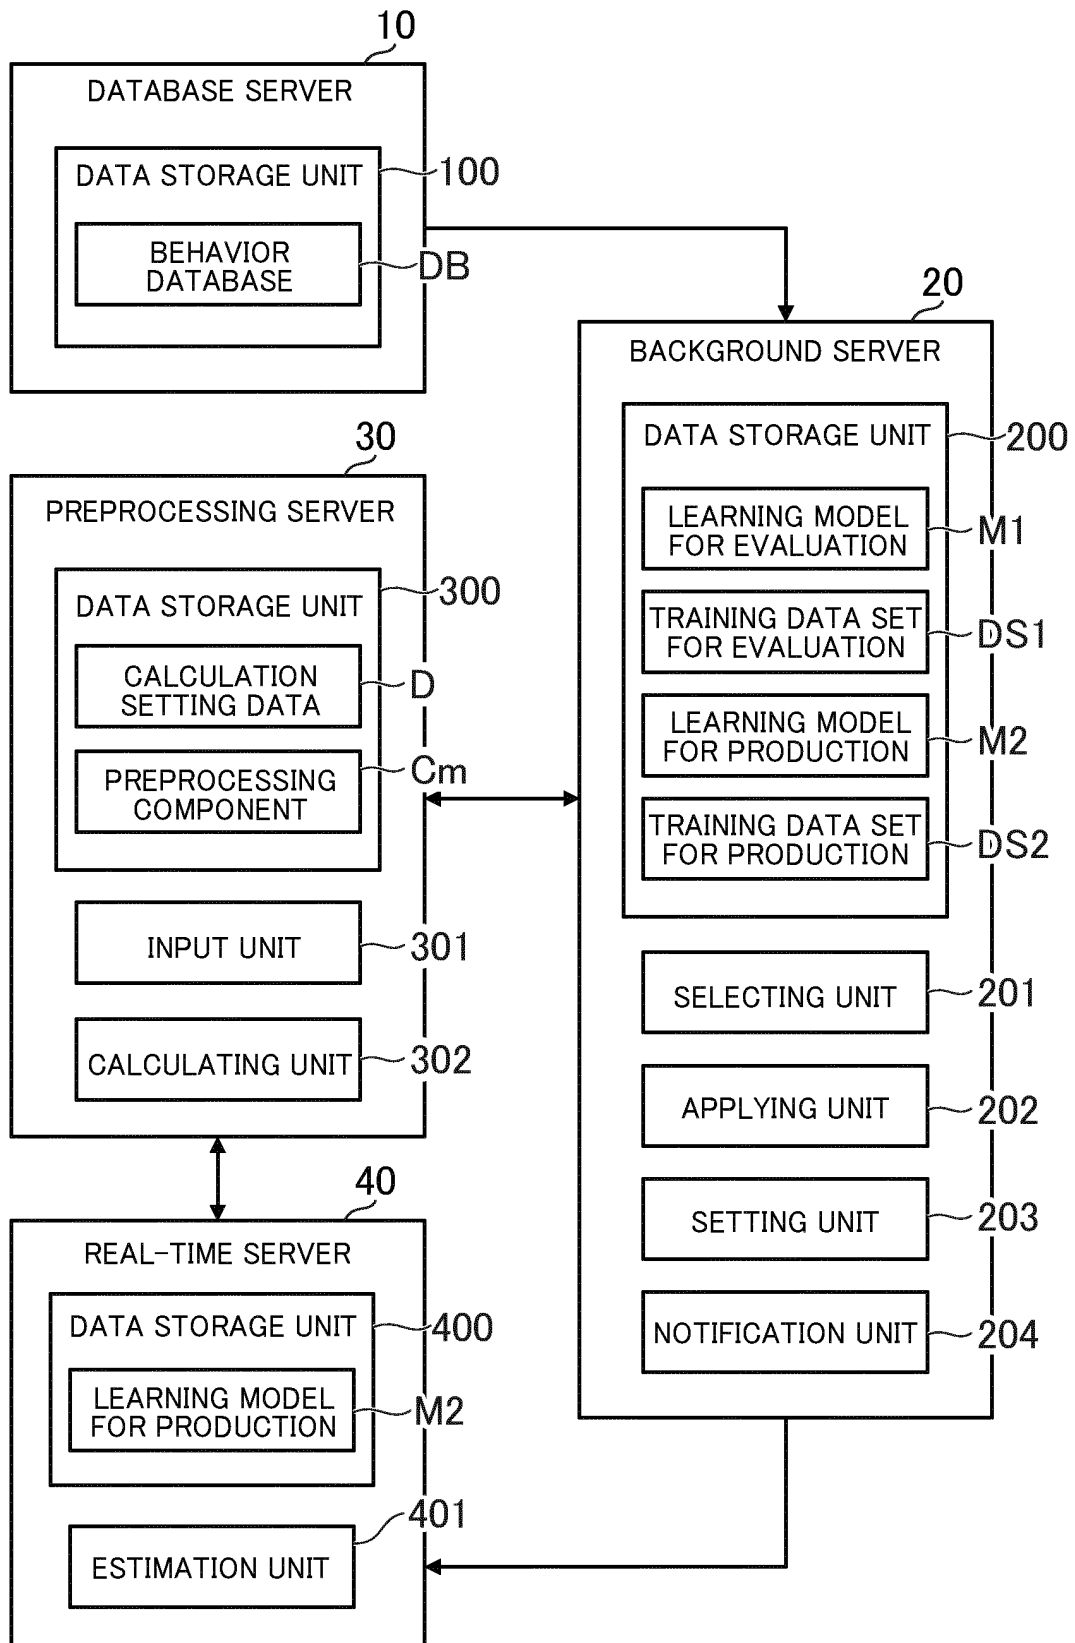 10
DATABASE SERVER
DATA STORAGE UNIT
100
BEHAVIOR
DATABASE
DB
20
BACKGROUND SERVER
DATA STORAGE UNIT
200
LEARNING MODEL
FOR EVALUATION
M1
TRAINING DATA SET
FOR EVALUATION
DS1
LEARNING MODEL
FOR PRODUCTION
M2
TRAINING DATA SET
FOR PRODUCTION
DS2
SELECTING UNIT
201
APPLYING UNIT
202
SETTING UNIT
203
NOTIFICATION UNIT
204
30
PREPROCESSING SERVER
DATA STORAGE UNIT
300
CALCULATION
SETTING DATA
D
PREPROCESSING
COMPONENT
Cm
INPUT UNIT
301
CALCULATING UNIT
302
40
REAL-TIME SERVER
DATA STORAGE UNIT
400
LEARNING MODEL
FOR PRODUCTION
M2
ESTIMATION UNIT
401